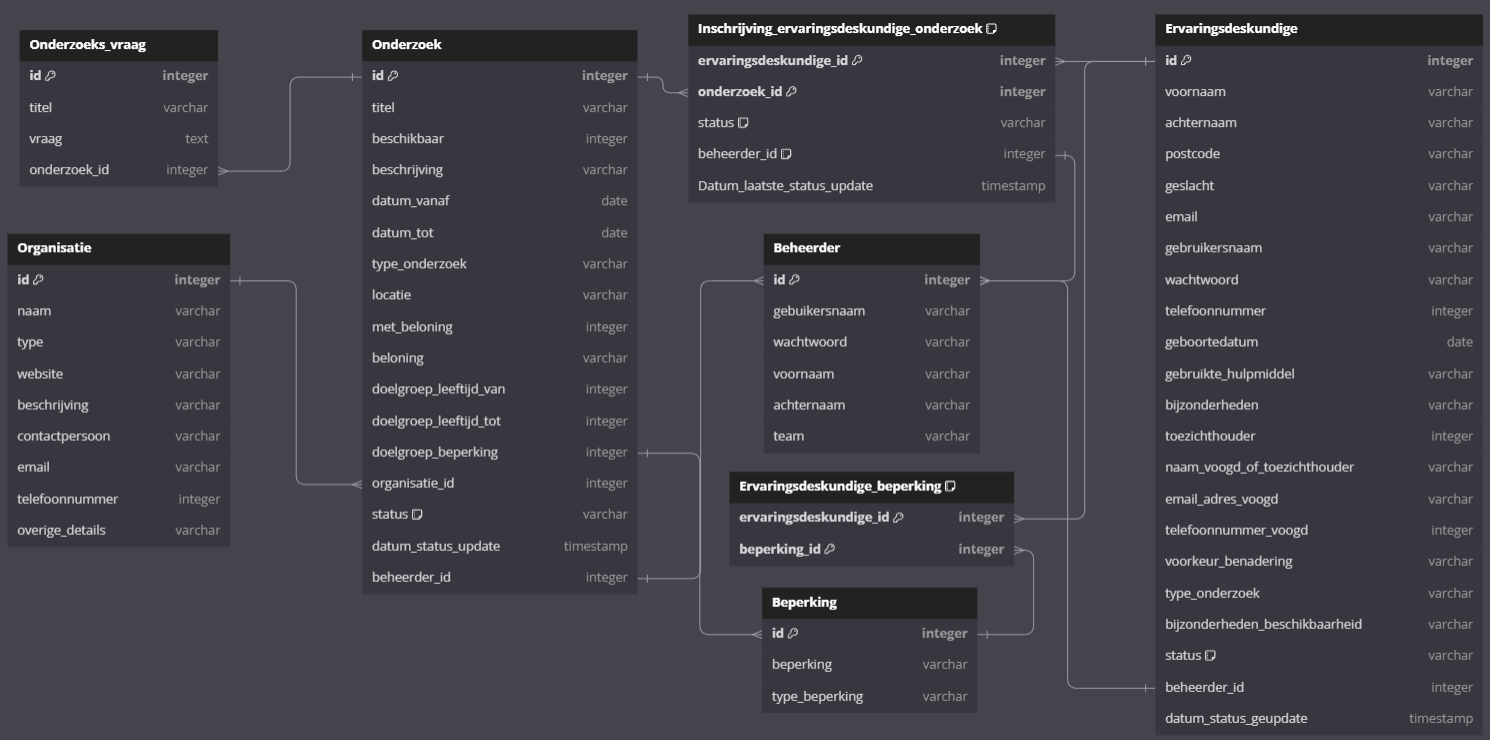 Onderzoeks_vraag
id integer
titel varchar
vraag text
onderzoek_id integer
Organisatie
id integer
naam varchar
type varchar
website varchar
beschrijving varchar
contactpersoon varchar
email varchar
telefoonnummer integer
overige_details varchar
Onderzoek
id integer
titel varchar
beschikbaar integer
beschrijving varchar
datum_vanaf date
datum_tot date
type_onderzoek varchar
locatie varchar
met_beloning integer
beloning varchar
doelgroep_leeftijd_van integer
doelgroep_leeftijd_tot integer
doelgroep_beperking integer
organisatie_id integer
status varchar
datum_status_update timestamp
beheerder_id integer
Inschrijving_ervaringsdeskundige_onderzoek
ervaringsdeskundige_id integer
onderzoek_id integer
status varchar
beheerder_id integer
Datum_laatste_status_update timestamp
Beheerder
id integer
gebuikersnaam varchar
wachtwoord varchar
voornaam varchar
achternaam varchar
team varchar
Ervaringsdeskundige_beperking
ervaringsdeskundige_id integer
beperking_id integer
Beperking
id integer
beperking varchar
type_beperking varchar
Ervaringsdeskundige
id integer
voornaam varchar
achternaam varchar
postcode varchar
geslacht varchar
email varchar
gebruikersnaam varchar
wachtwoord varchar
telefoonnummer integer
geboortedatum date
gebruikte_hulpmiddel varchar
bijzonderheden varchar
toezichthouder integer
naam_voogd_of_toezichthouder varchar
email_adres_voogd varchar
telefoonnummer_voogd integer
voorkeur_benadering varchar
type_onderzoek varchar
bijzonderheden_beschikbaarheid varchar
status varchar
beheerder_id integer
datum_status_geupdate timestamp